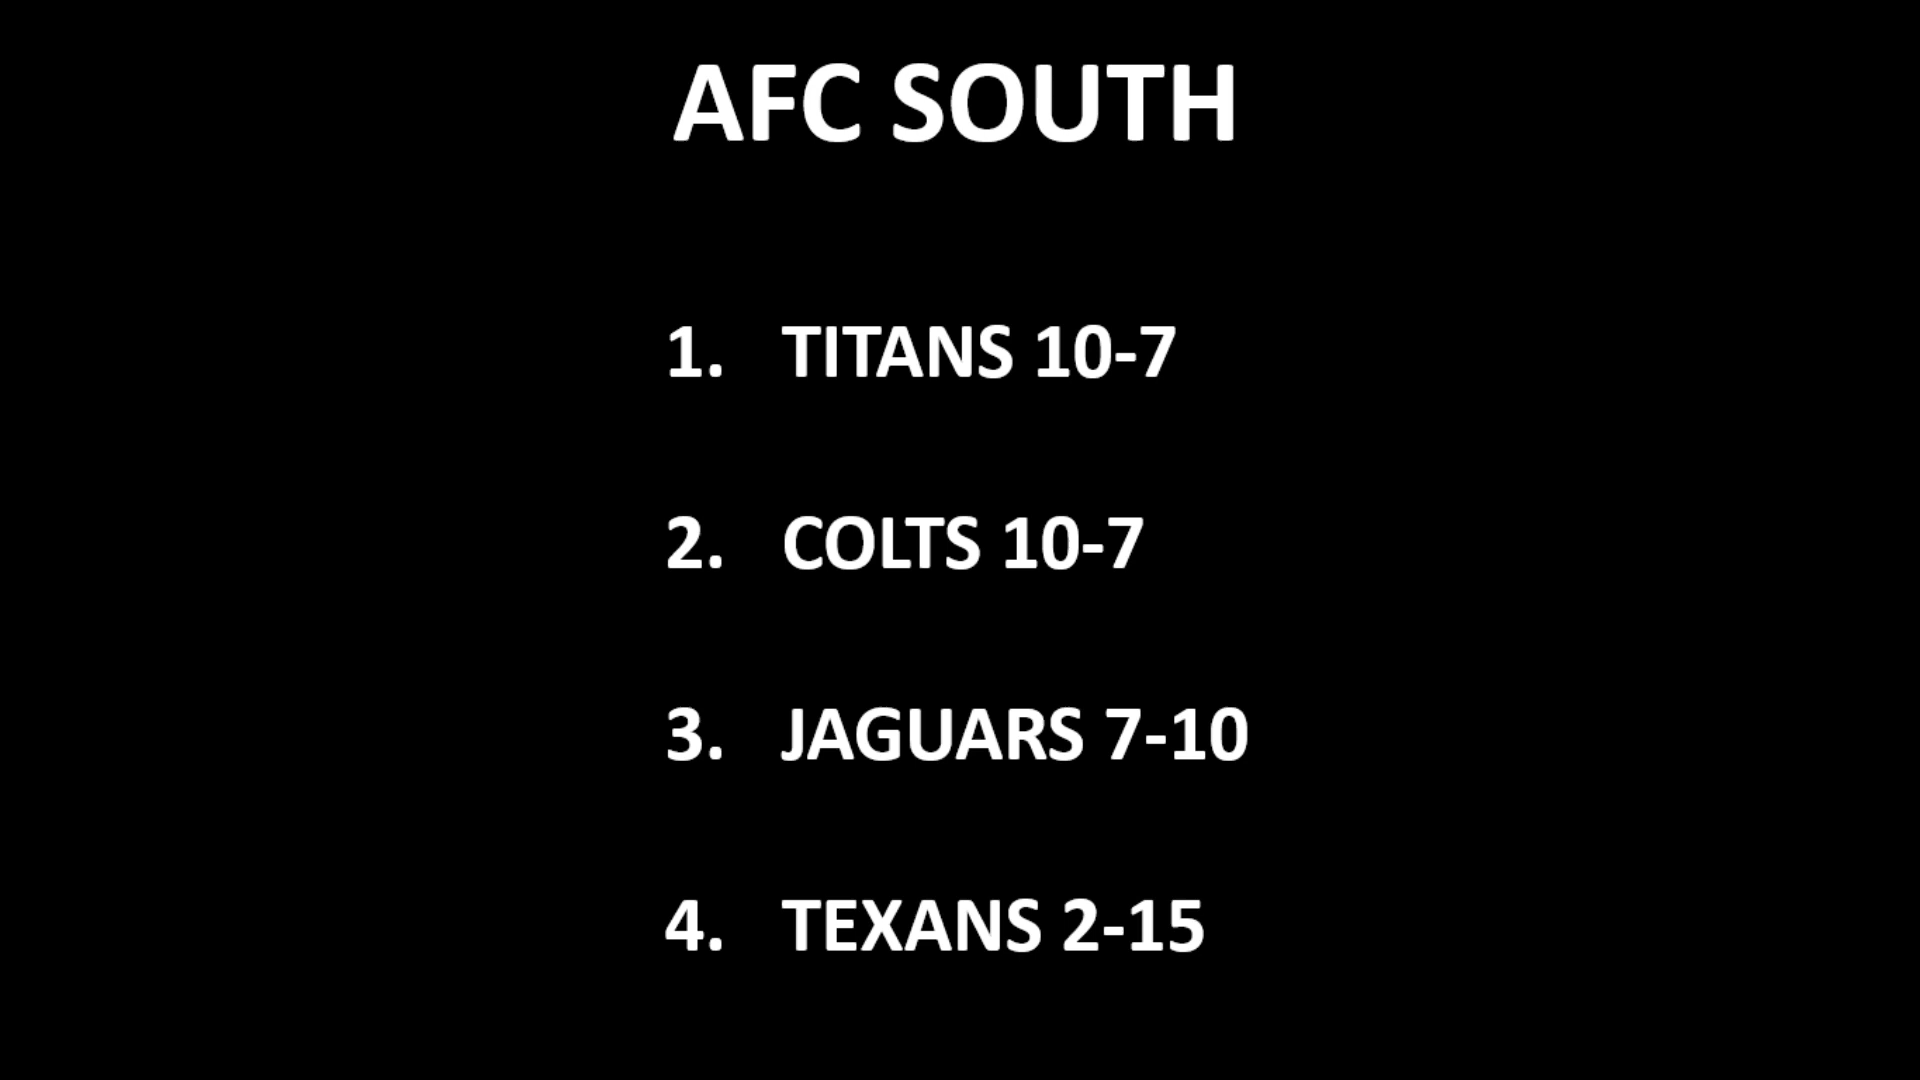 AFC SOUTH
1. TITANS 10-7
2. COLTS 10-7
3. JAGUARS 7-10
4. TEXANS 2-15